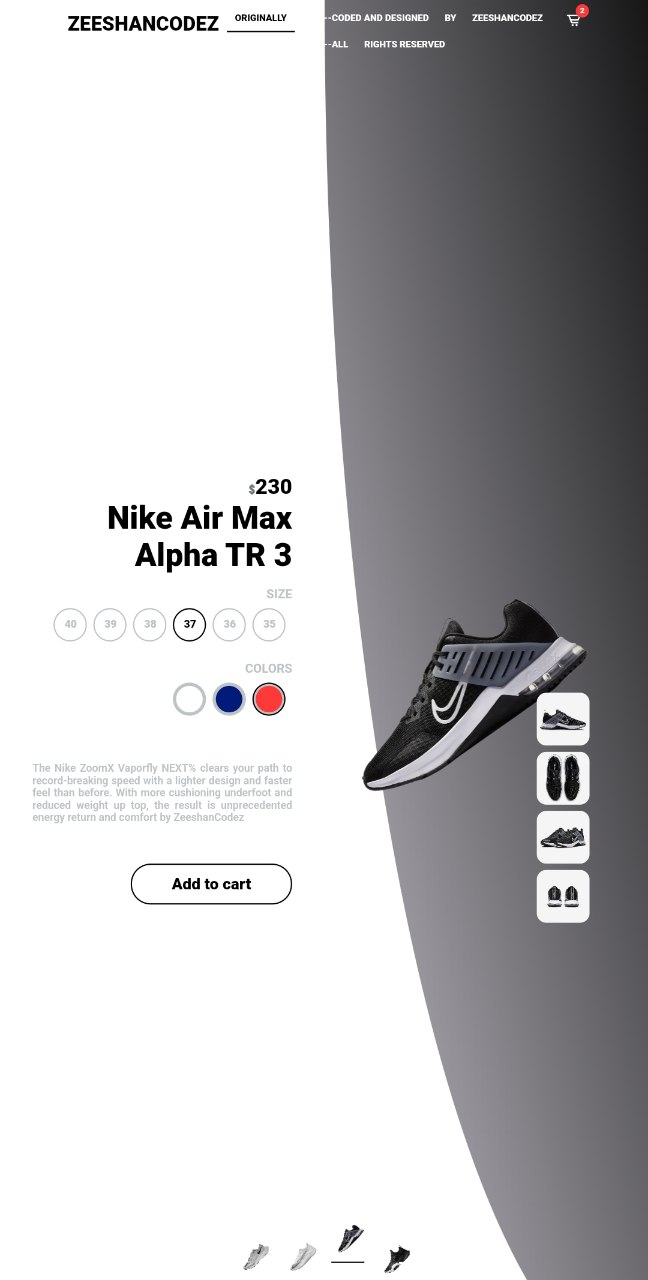 ZEESHANCODEZ
ORIGINALLY
--CODED AND DESIGNED BY ZEESHANCODEZ
2
--ALL RIGHTS RESERVED
$230
Nike Air Max
Alpha TR 3
SIZE
40 39 38 37 36 35
COLORS
The Nike ZoomX Vaporfly NEXT% clears your path to
record-breaking speed with a lighter design and faster
feel than before. With more cushioning underfoot and
reduced weight up top, the result is unprecedented
energy return and comfort by ZeeshanCodez
Add to cart